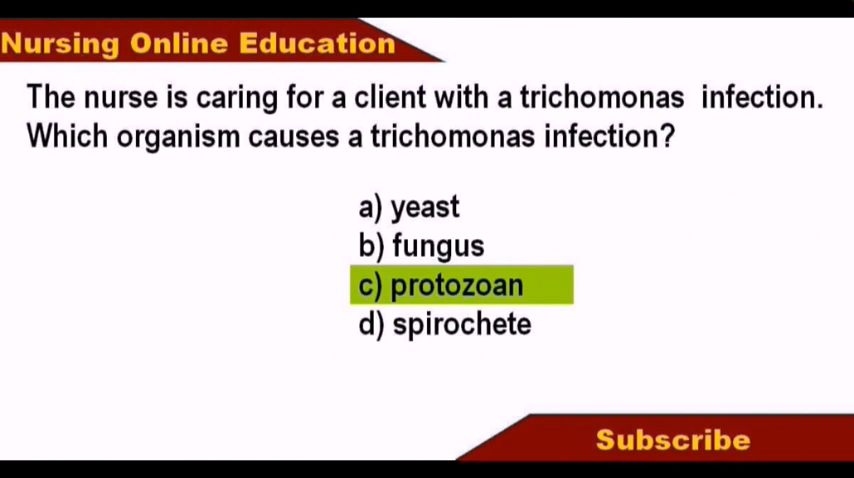 Nursing Online Education
The nurse is caring for a client with a trichomonas infection.
Which organism causes a trichomonas infection?
a) yeast
b) fungus
c) protozoan
d) spirochete
Subscribe